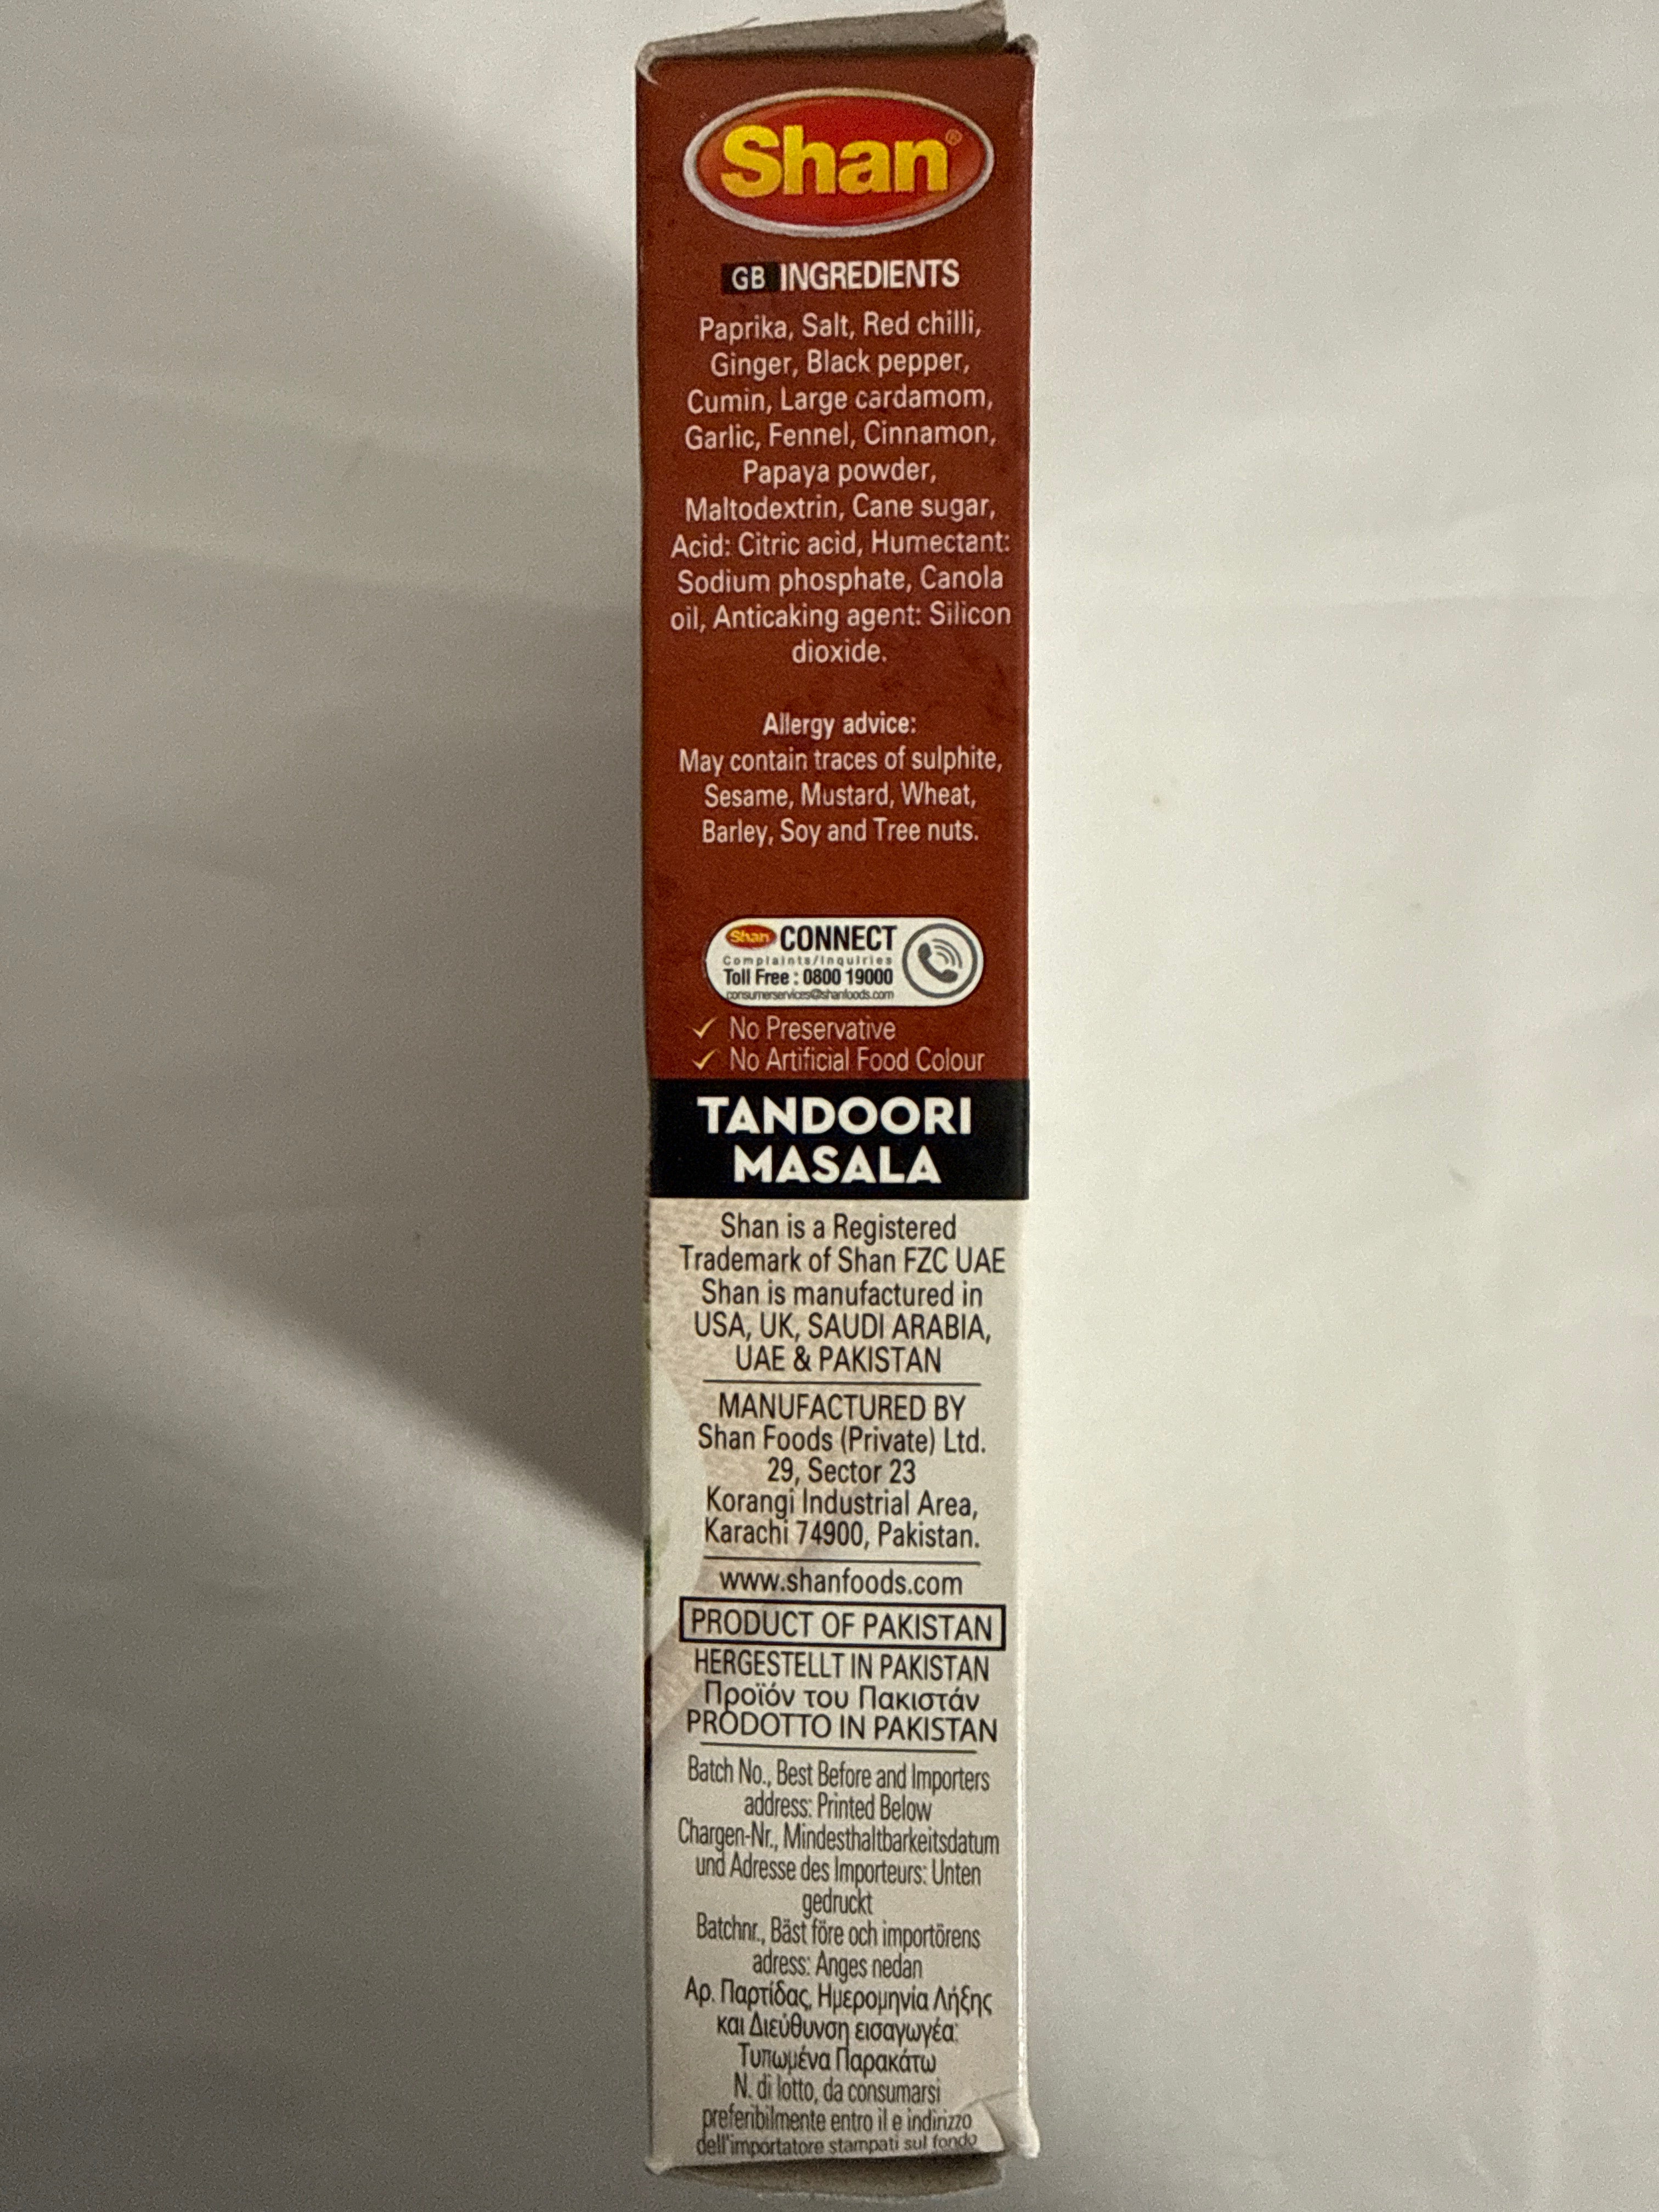 Shan®
GB INGREDIENTS
Paprika, Salt, Red chilli,
Ginger, Black pepper,
Cumin, Large cardamom,
Garlic, Fennel, Cinnamon,
Papaya powder,
Maltodextrin, Cane sugar,
Acid: Citric acid, Humectant:
Sodium phosphate, Canola
oil, Anticaking agent: Silicon
dioxide.
Allergy advice:
May contain traces of sulphite,
Sesame, Mustard, Wheat,
Barley, Soy and Tree nuts.
Shan CONNECT
Complaints/Inquiries
Toll Free : 0800 19000
consumerservices@shanfoods.com
✓ No Preservative
✓ No Artificial Food Colour
TANDOORI
MASALA
Shan is a Registered
Trademark of Shan FZC UAE
Shan is manufactured in
USA, UK, SAUDI ARABIA,
UAE & PAKISTAN
MANUFACTURED BY
Shan Foods (Private) Ltd.
29, Sector 23
Korangi Industrial Area,
Karachi 74900, Pakistan.
www.shanfoods.com
PRODUCT OF PAKISTAN
HERGESTELLT IN PAKISTAN
Προϊόν του Πακιστάν
PRODOTTO IN PAKISTAN
Batch No., Best Before and Importers
address: Printed Below
Chargen-Nr., Mindesthaltbarkeitsdatum
und Adresse des Importeurs: Unten
gedruckt
Batchnr., Bäst före och importörens
adress: Anges nedan
Αρ. Παρτίδας, Ημερομηνία Λήξης
και Διεύθυνση εισαγωγέα:
Τυπωμένα Παρακάτω
N. di lotto, da consumarsi
preferibilmente entro il e indirizzo
dell'importatore stampati sul fondo